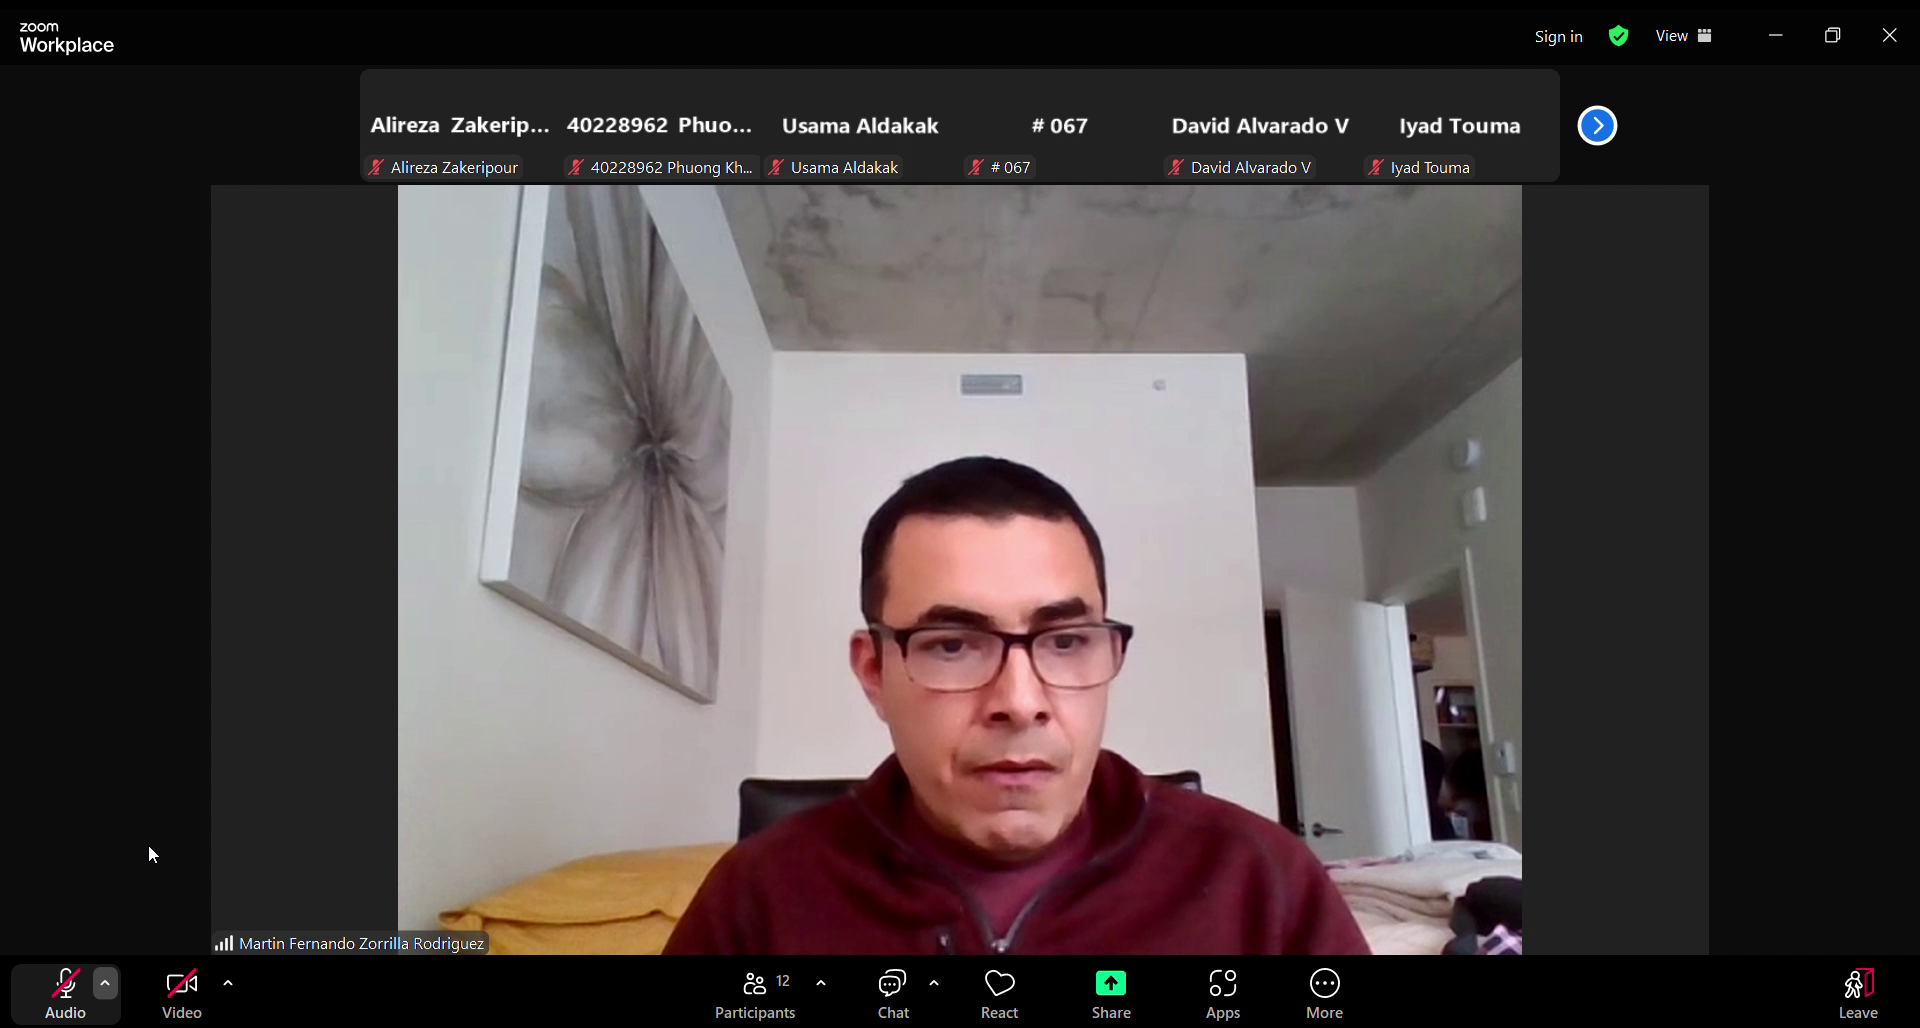 zoom
Workplace
Sign in
View
Alireza Zakerip...
40228962 Phuo...
Usama Aldakak
# 067
David Alvarado V
Iyad Touma
Alireza Zakeripour
40228962 Phuong Kh...
Usama Aldakak
# 067
David Alvarado V
Iyad Touma
Martin Fernando Zorrilla Rodriguez
Audio
Video
12
Participants
Chat
React
Share
Apps
More
Leave